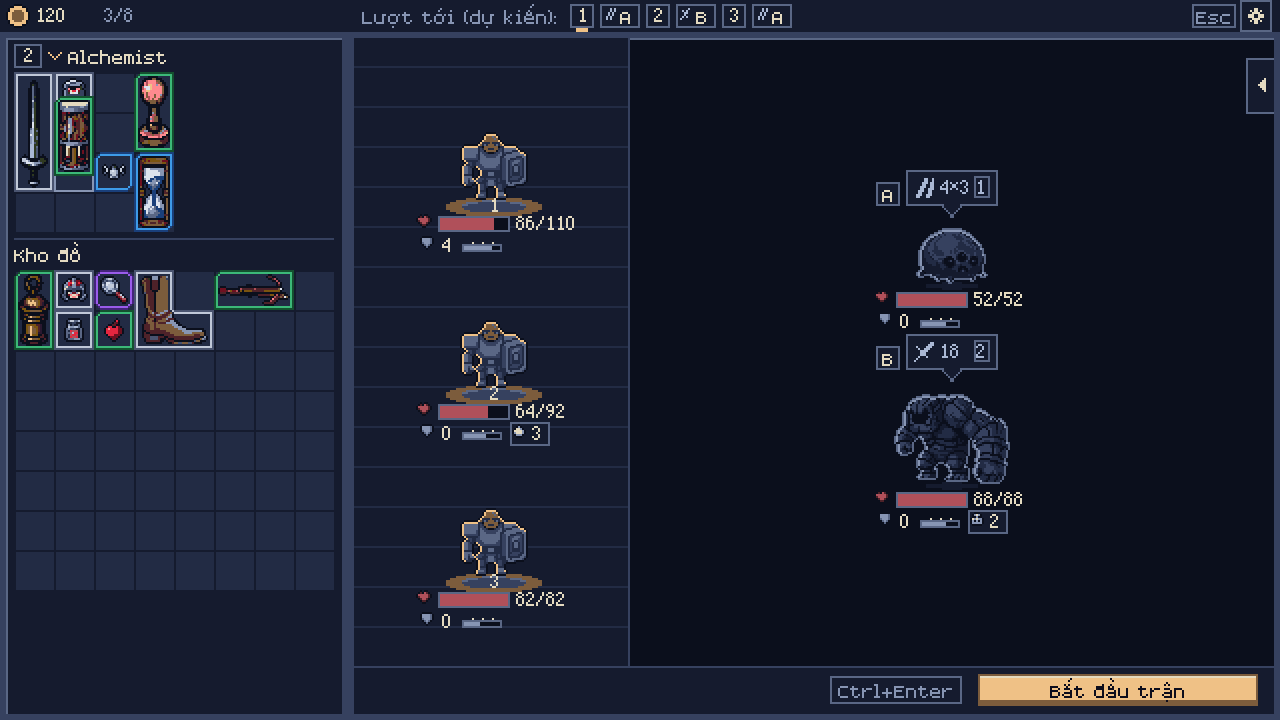 120 3/8 Lượt tới (dự kiến): 1 A 2 B 3 A Esc
2 Alchemist
Kho đồ
1
86/110
4
2
64/92
0 3
3
82/82
0
A 4×3 1
52/52
0
B 18 2
88/88
0 2
Ctrl+Enter Bắt đầu trận